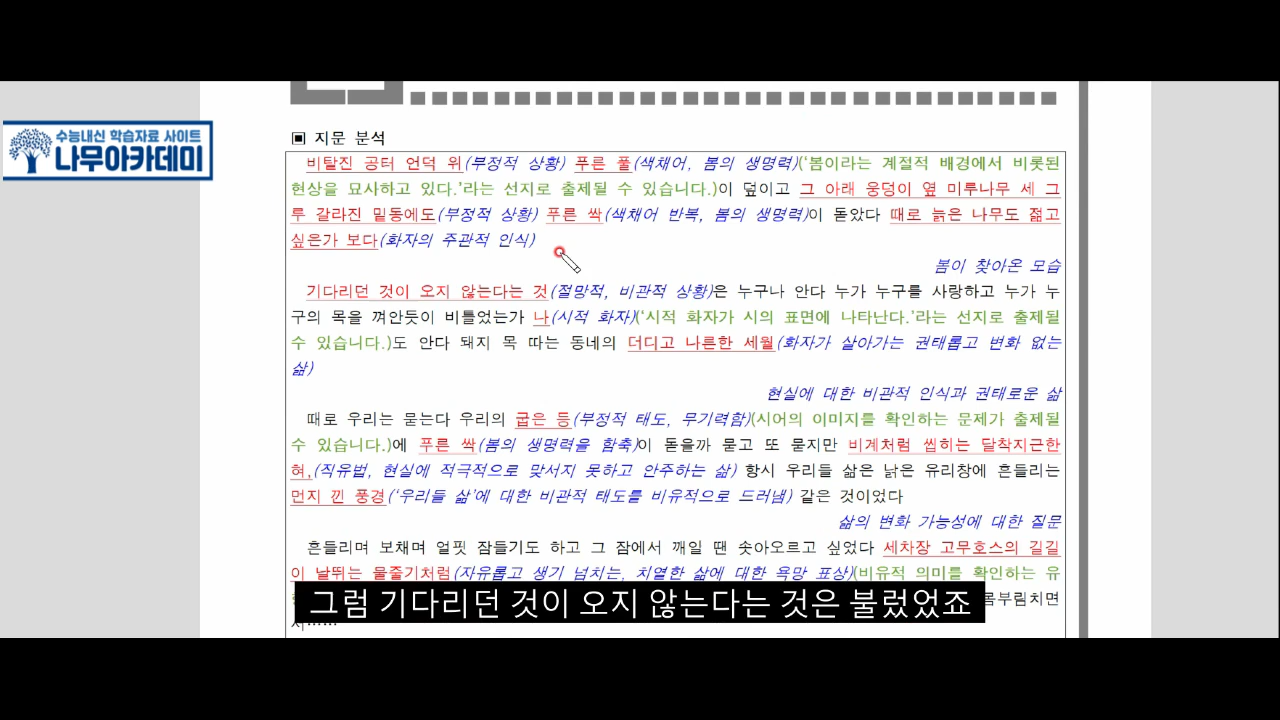 수능내신 학습자료 사이트
나무아카데미
▣ 지문 분석
비탈진 공터 언덕 위(부정적 상황) 푸른 풀(색채어, 봄의 생명력)('봄이라는 계절적 배경에서 비롯된
현상을 묘사하고 있다.'라는 선지로 출제될 수 있습니다.)이 덮이고 그 아래 웅덩이 옆 미루나무 세 그
루 갈라진 밑동에도(부정적 상황) 푸른 싹(색채어 반복, 봄의 생명력)이 돋았다 때로 늙은 나무도 젊고
싶은가 보다(화자의 주관적 인식)
봄이 찾아온 모습
기다리던 것이 오지 않는다는 것(절망적, 비관적 상황)은 누구나 안다 누가 누구를 사랑하고 누가 누
구의 목을 껴안듯이 비틀었는가 나(시적 화자)('시적 화자가 시의 표면에 나타난다.'라는 선지로 출제될
수 있습니다.)도 안다 돼지 목 따는 동네의 더디고 나른한 세월(화자가 살아가는 권태롭고 변화 없는
삶)
현실에 대한 비관적 인식과 권태로운 삶
때로 우리는 묻는다 우리의 굽은 등(부정적 태도, 무기력함)(시어의 이미지를 확인하는 문제가 출제될
수 있습니다.)에 푸른 싹(봄의 생명력을 함축)이 돋을까 묻고 또 묻지만 비계처럼 씹히는 달착지근한
혀,(직유법, 현실에 적극적으로 맞서지 못하고 안주하는 삶) 항시 우리들 삶은 낡은 유리창에 흔들리는
먼지 낀 풍경('우리들 삶'에 대한 비관적 태도를 비유적으로 드러냄) 같은 것이었다
삶의 변화 가능성에 대한 질문
흔들리며 보채며 얼핏 잠들기도 하고 그 잠에서 깨일 땐 솟아오르고 싶었다 세차장 고무호스의 길길
이 날뛰는 물줄기처럼(자유롭고 생기 넘치는, 치열한 삶에 대한 욕망 표상)(비유적 의미를 확인하는 유
몸부림치면
그럼 기다리던 것이 오지 않는다는 것은 불렀었죠
서……